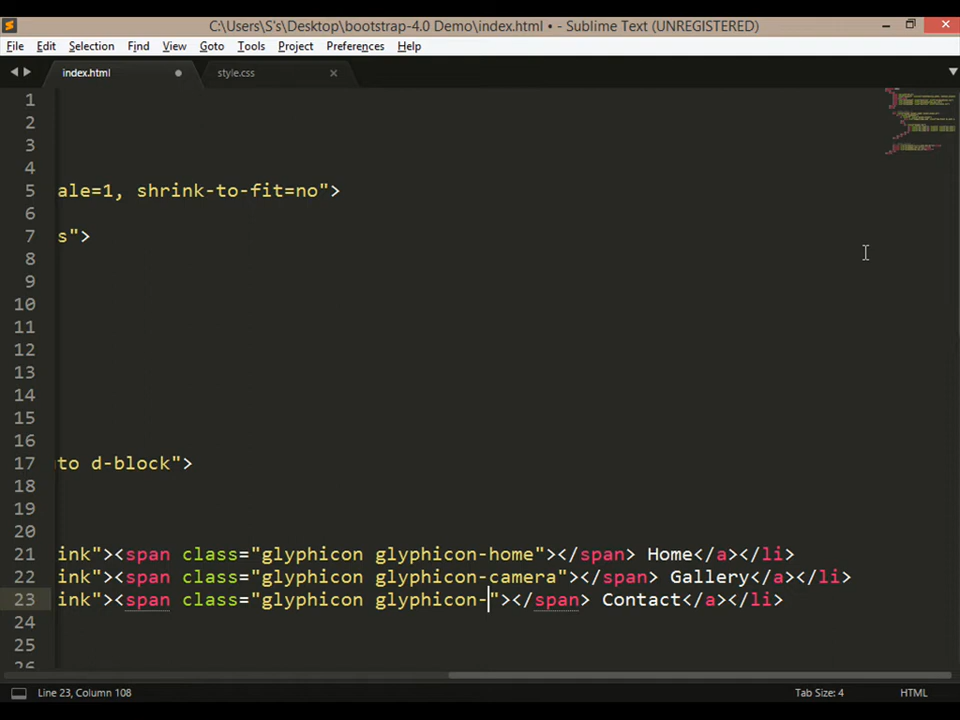 C:\Users\S's\Desktop\bootstrap-4.0 Demo\index.html • - Sublime Text (UNREGISTERED)
File Edit Selection Find View Goto Tools Project Preferences Help
index.html style.css
1
2
3
4
5 ale=1, shrink-to-fit=no">
6
7 s">
8
9
10
11
12
13
14
15
16
17 to d-block">
18
19
20
21 ink"><span class="glyphicon glyphicon-home"></span> Home</a></li>
22 ink"><span class="glyphicon glyphicon-camera"></span> Gallery</a></li>
23 ink"><span class="glyphicon glyphicon-"></span> Contact</a></li>
24
25
26
Line 23, Column 108 Tab Size: 4 HTML